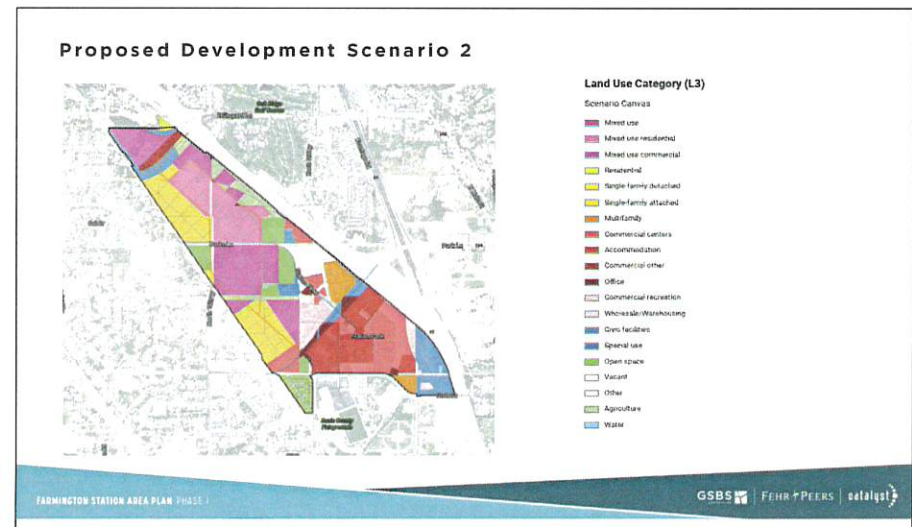 Proposed Development Scenario 2
Land Use Category (L3)
Scenario Canvas
Mixed use
Mixed use residential
Mixed use commercial
Residential
Single-family detached
Single-family attached
Multifamily
Commercial centers
Accommodation
Commercial other
Office
Commercial recreation
Wholesale/Warehousing
Civic facilities
Special use
Open space
Vacant
Other
Agriculture
Water
FARMINGTON STATION AREA PLAN PHASE I
GSBS
FEHR & PEERS
catalyst